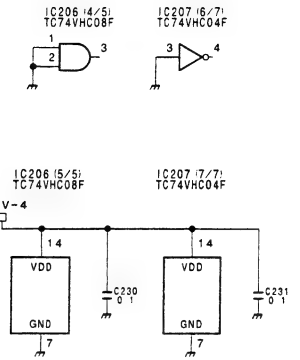 IC206 (4/5)
TC74VHC08F
IC207 (6/7)
TC74VHC04F
1
2
3
3
4
IC206 (5/5)
TC74VHC08F
IC207 (7/7)
TC74VHC04F
V-4
14
14
VDD
VDD
C230
0 1
C231
0 1
GND
GND
7
7